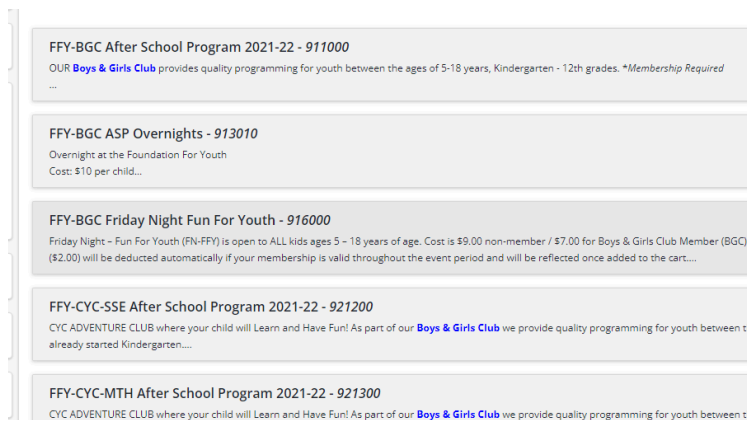 FFY-BGC After School Program 2021-22 - 911000
OUR Boys & Girls Club provides quality programming for youth between the ages of 5-18 years, Kindergarten - 12th grades. *Membership Required
...
FFY-BGC ASP Overnights - 913010
Overnight at the Foundation For Youth
Cost: $10 per child...
FFY-BGC Friday Night Fun For Youth - 916000
Friday Night – Fun For Youth (FN-FFY) is open to ALL kids ages 5 – 18 years of age. Cost is $9.00 non-member / $7.00 for Boys & Girls Club Member (BGC)
($2.00) will be deducted automatically if your membership is valid throughout the event period and will be reflected once added to the cart....
FFY-CYC-SSE After School Program 2021-22 - 921200
CYC ADVENTURE CLUB where your child will Learn and Have Fun! As part of our Boys & Girls Club we provide quality programming for youth between
already started Kindergarten....
FFY-CYC-MTH After School Program 2021-22 - 921300
CYC ADVENTURE CLUB where your child will Learn and Have Fun! As part of our Boys & Girls Club we provide quality programming for youth between